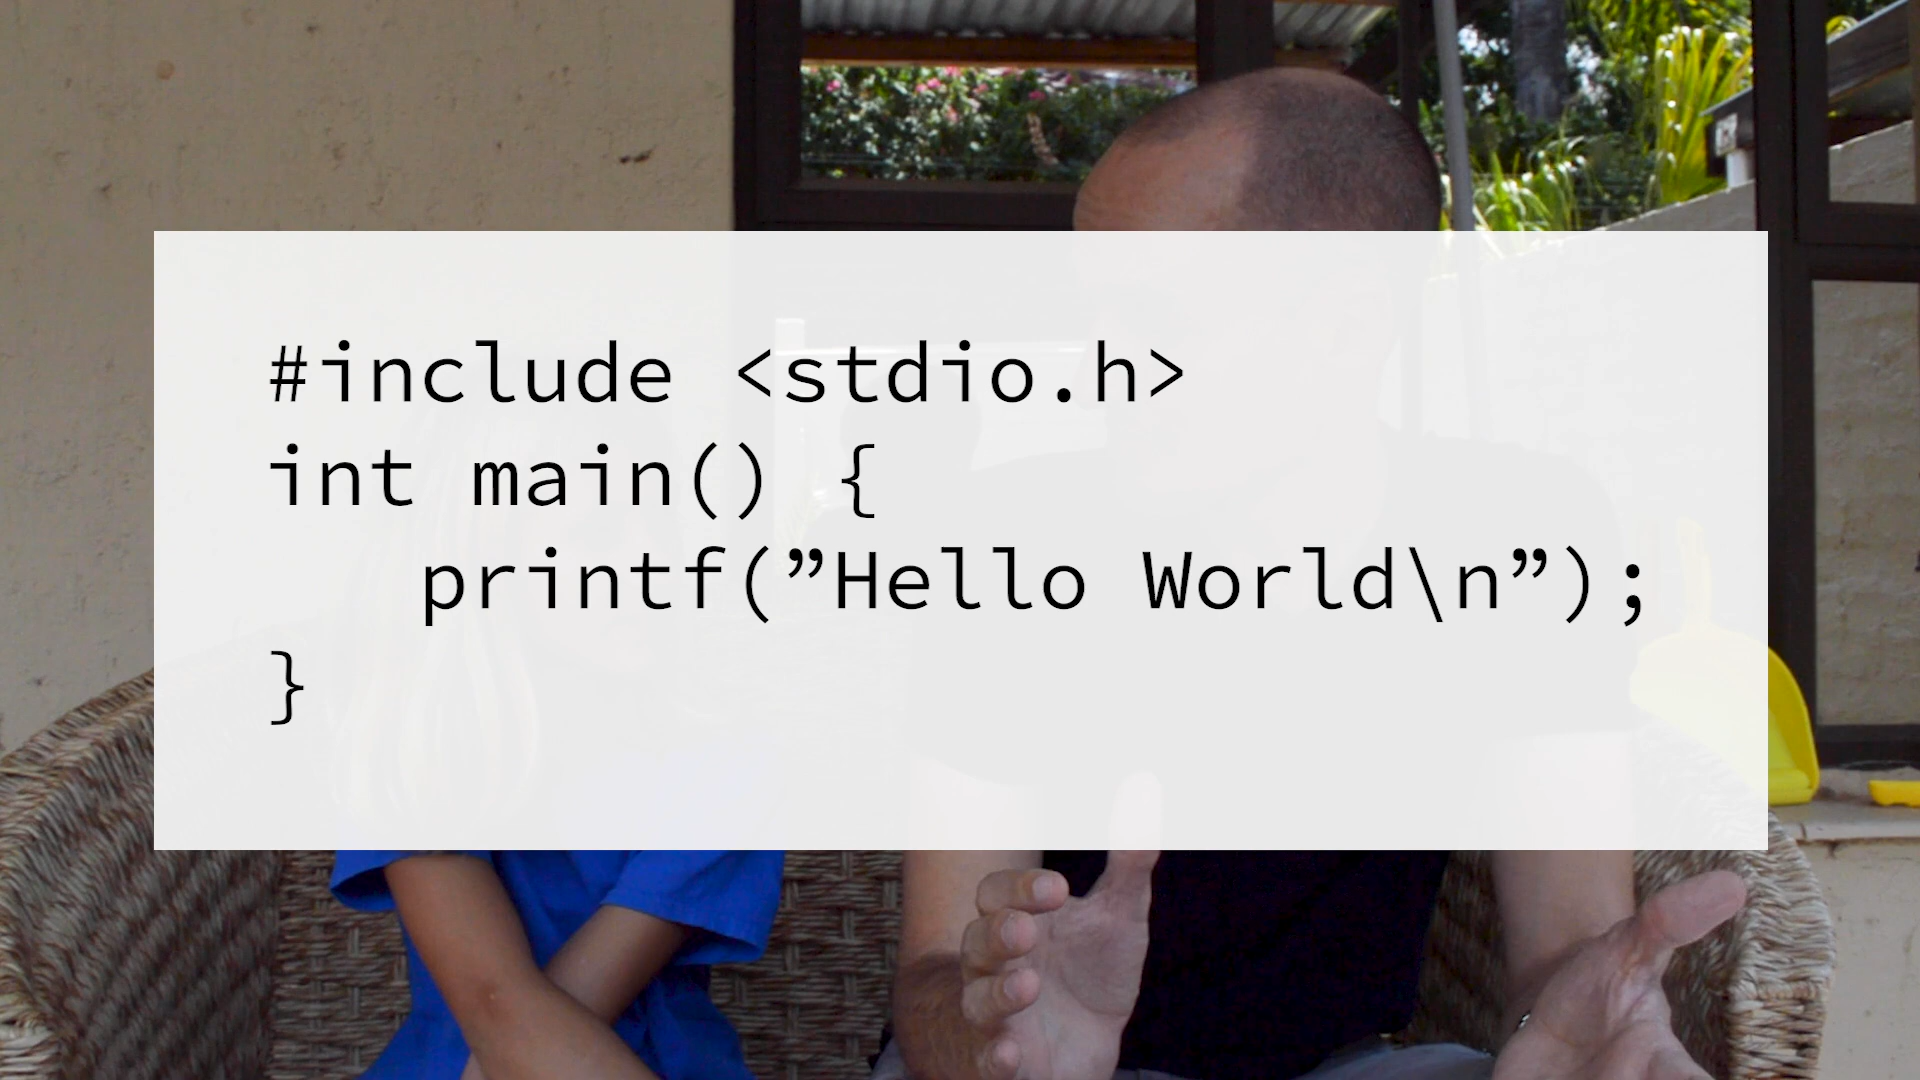 #include <stdio.h>
int main() {
   printf(”Hello World\n”);
}